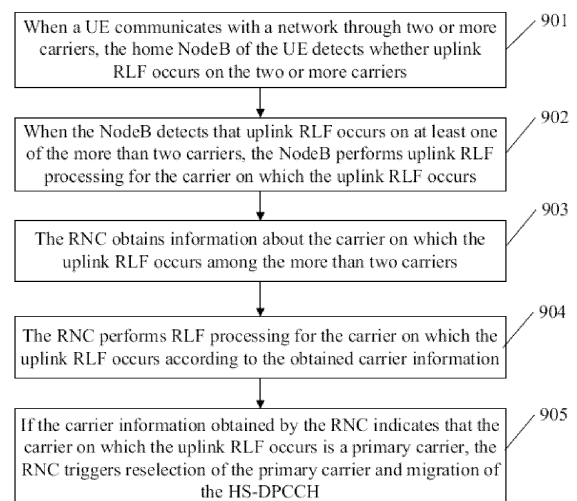 When a UE communicates with a network through two or more
carriers, the home NodeB of the UE detects whether uplink
RLF occurs on the two or more carriers
901
When the NodeB detects that uplink RLF occurs on at least one
of the more than two carriers, the NodeB performs uplink RLF
processing for the carrier on which the uplink RLF occurs
902
The RNC obtains information about the carrier on which the
uplink RLF occurs among the more than two carriers
903
The RNC performs RLF processing for the carrier on which the
uplink RLF occurs according to the obtained carrier information
904
If the carrier information obtained by the RNC indicates that the
carrier on which the uplink RLF occurs is a primary carrier, the
RNC triggers reselection of the primary carrier and migration of
the HS-DPCCH
905